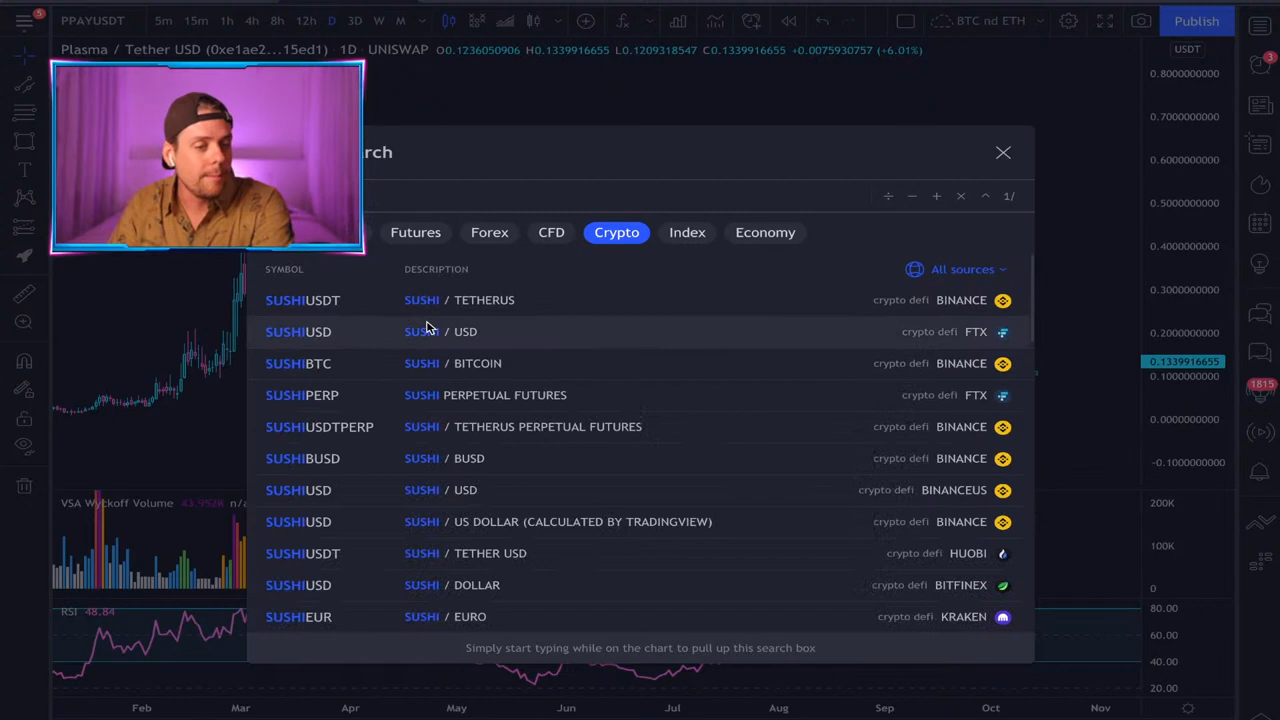 5
PPAYUSDT 5m 15m 1h 4h 8h 12h D 3D W M BTC nd ETH Publish
Plasma / Tether USD (0xe1ae2...15ed1) · 1D · UNISWAP O0.1236050906 H0.1339916655 L0.1209318547 C0.1339916655 +0.0075930757 (+6.01%) USDT
3
0.8000000000
0.7000000000
0.6000000000
0.5000000000
0.4000000000
0.3000000000
0.2000000000
0.1339916655
0.1000000000
0.0000000000
-0.1000000000
1815
rch
÷ − + × ^ 1/
Futures Forex CFD Crypto Index Economy
SYMBOL DESCRIPTION All sources
SUSHIUSDT SUSHI / TETHERUS crypto defi BINANCE
SUSHIUSD SUSHI / USD crypto defi FTX
SUSHIBTC SUSHI / BITCOIN crypto defi BINANCE
SUSHIPERP SUSHI PERPETUAL FUTURES crypto defi FTX
SUSHIUSDTPERP SUSHI / TETHERUS PERPETUAL FUTURES crypto defi BINANCE
SUSHIBUSD SUSHI / BUSD crypto defi BINANCE
SUSHIUSD SUSHI / USD crypto defi BINANCEUS
SUSHIUSD SUSHI / US DOLLAR (CALCULATED BY TRADINGVIEW) crypto defi BINANCE
SUSHIUSDT SUSHI / TETHER USD crypto defi HUOBI
SUSHIUSD SUSHI / DOLLAR crypto defi BITFINEX
SUSHIEUR SUSHI / EURO crypto defi KRAKEN
Simply start typing while on the chart to pull up this search box
VSA Wyckoff Volume 43.952K n/a
200K
100K
0
RSI 48.84
80.00
60.00
40.00
20.00
Feb Mar Apr May Jun Jul Aug Sep Oct Nov